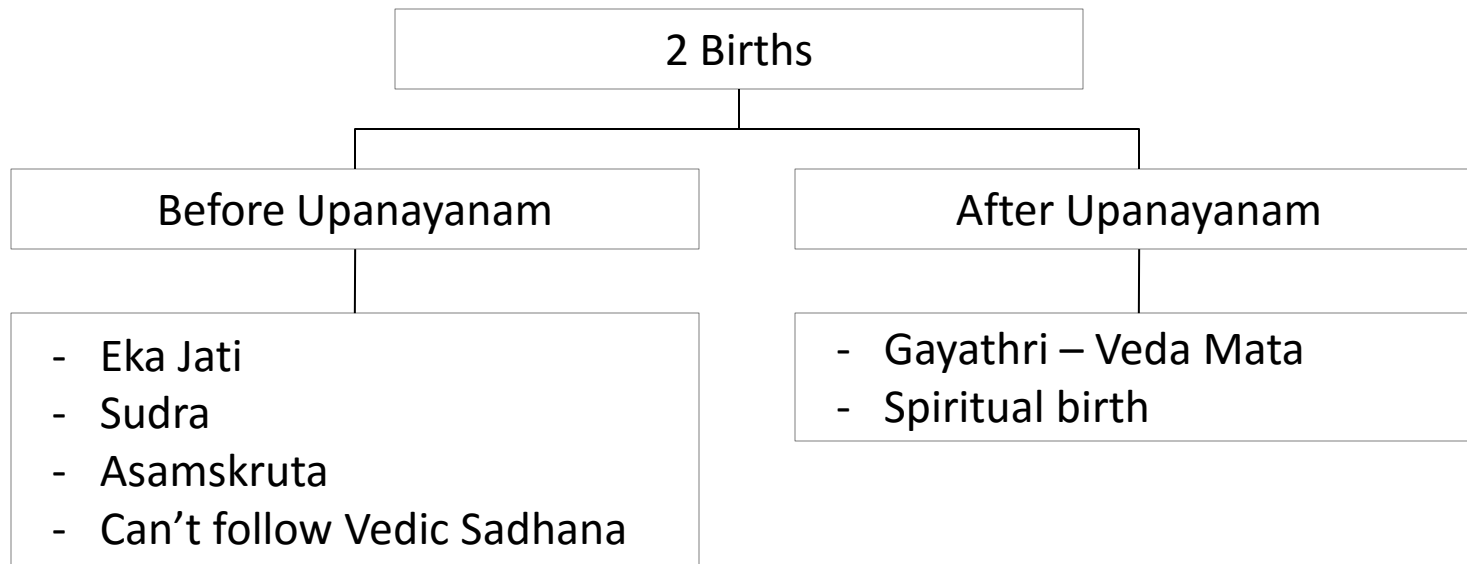 2 Births
Before Upanayanam
After Upanayanam
- Eka Jati
- Sudra
- Asamskruta
- Can’t follow Vedic Sadhana
- Gayathri – Veda Mata
- Spiritual birth